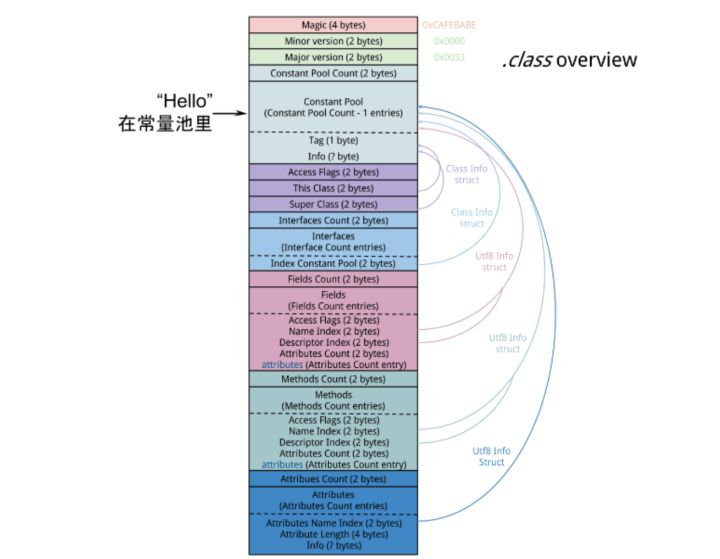 Magic (4 bytes)
0xCAFEBABE
Minor version (2 bytes)
0x0000
Major version (2 bytes)
0x0033
.class overview
Constant Pool Count (2 bytes)
“Hello”
在常量池里
Constant Pool
(Constant Pool Count - 1 entries)
Tag (1 byte)
Info (? byte)
Access Flags (2 bytes)
This Class (2 bytes)
Super Class (2 bytes)
Class Info
struct
Interfaces Count (2 bytes)
Interfaces
(Interface Count entries)
Index Constant Pool (2 bytes)
Class Info
struct
Fields Count (2 bytes)
Fields
(Fields Count entries)
Access Flags (2 bytes)
Name Index (2 bytes)
Descriptor Index (2 bytes)
Attributes Count (2 bytes)
attributes (Attributes Count entry)
Utf8 Info
struct
Methods Count (2 bytes)
Methods
(Methods Count entries)
Access Flags (2 bytes)
Name Index (2 bytes)
Descriptor Index (2 bytes)
Attributes Count (2 bytes)
attributes (Attributes Count entry)
Utf8 Info
struct
Attribues Count (2 bytes)
Attributes
(Attributes Count entries)
Attributes Name Index (2 bytes)
Attribute Length (4 bytes)
Info (? bytes)
Utf8 Info
Struct